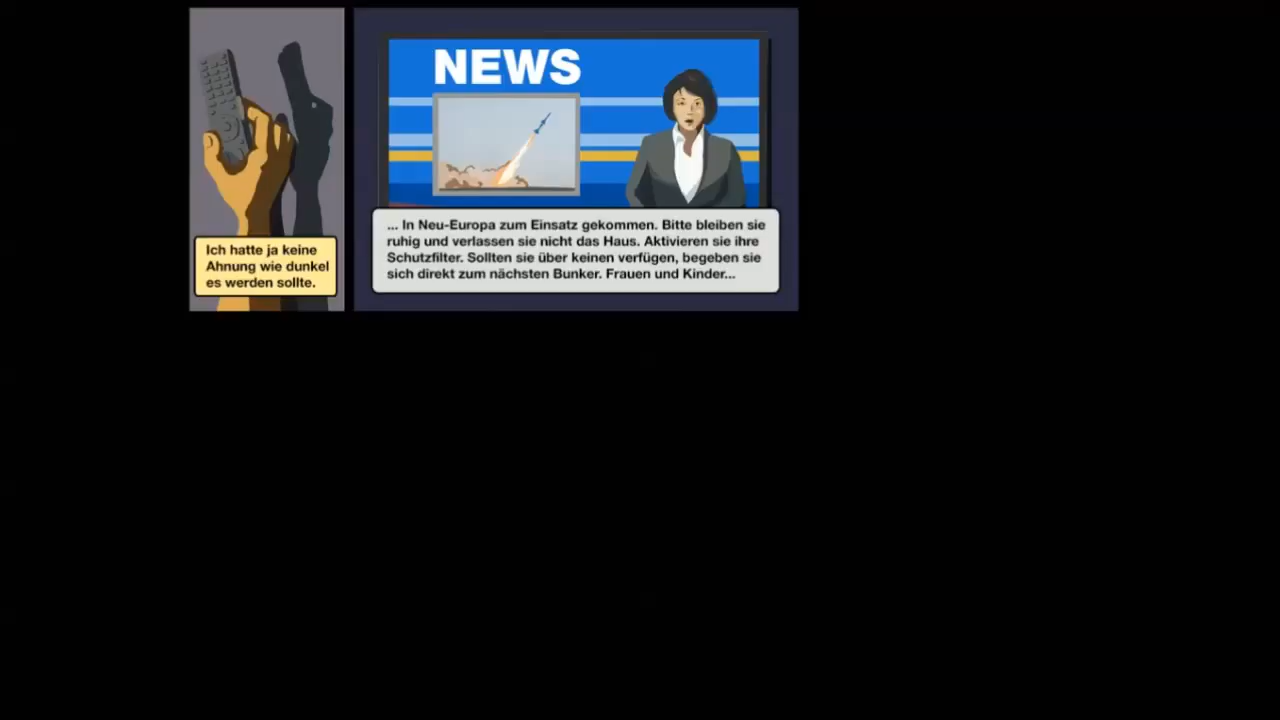 Ich hatte ja keine
Ahnung wie dunkel
es werden sollte.
NEWS
... In Neu-Europa zum Einsatz gekommen. Bitte bleiben sie
ruhig und verlassen sie nicht das Haus. Aktivieren sie ihre
Schutzfilter. Sollten sie über keinen verfügen, begeben sie
sich direkt zum nächsten Bunker. Frauen und Kinder...